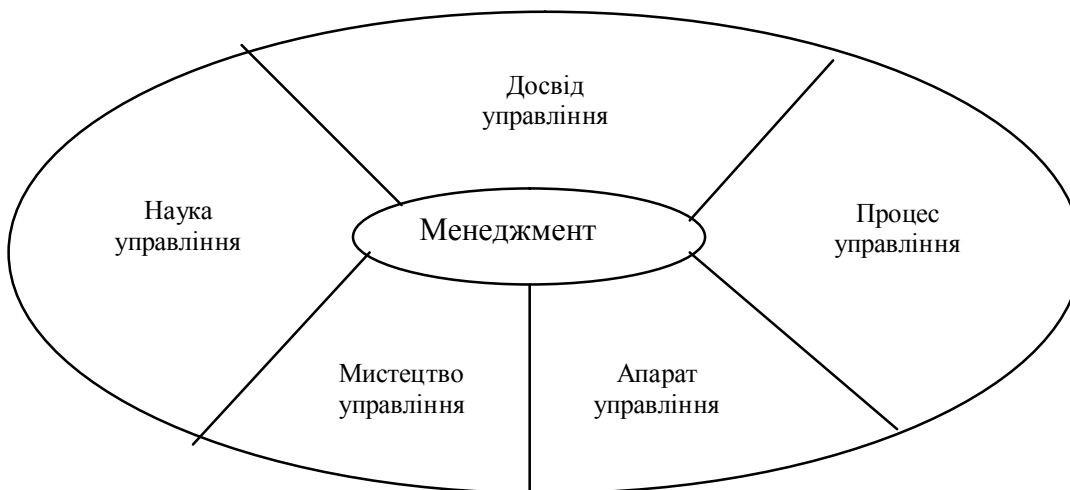 Досвід
управління
Наука
управління
Менеджмент
Процес
управління
Мистецтво
управління
Апарат
управління